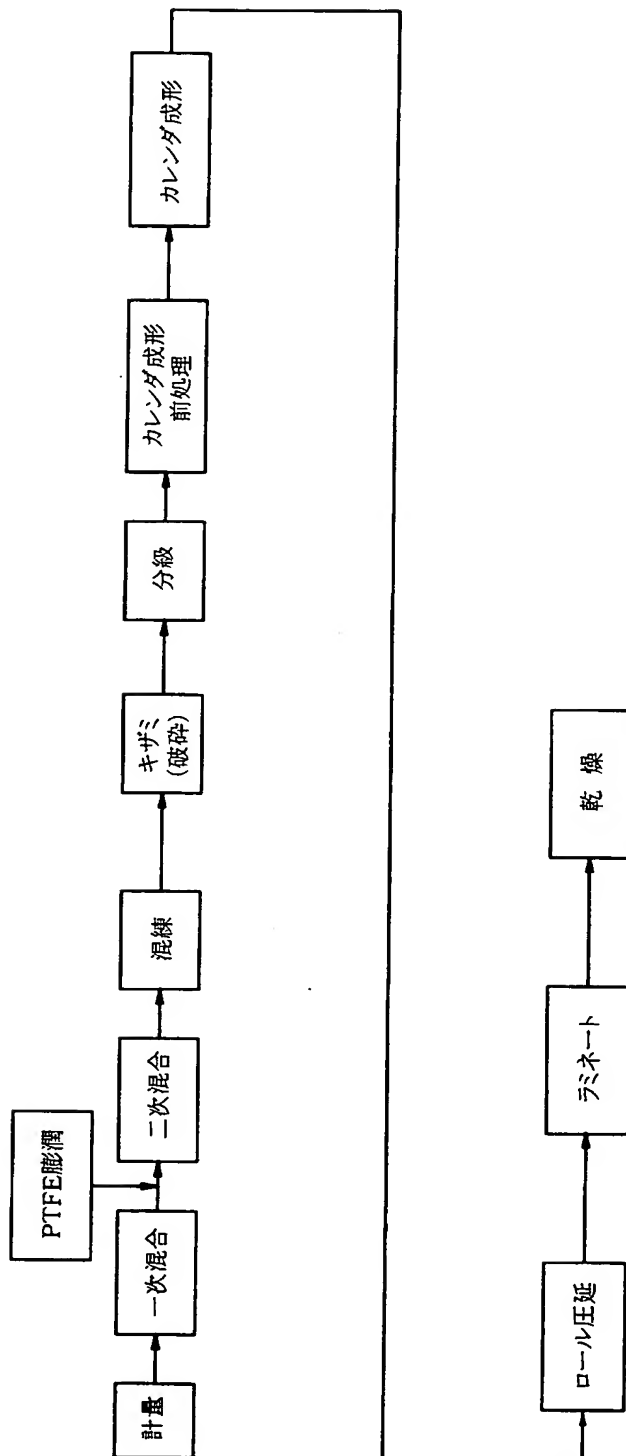 計量
一次混合
PTFE膨潤
二次混合
混練
キザミ
(破砕)
分級
カレンダ成形
前処理
カレンダ成形
ロール圧延
ラミネート
乾 燥